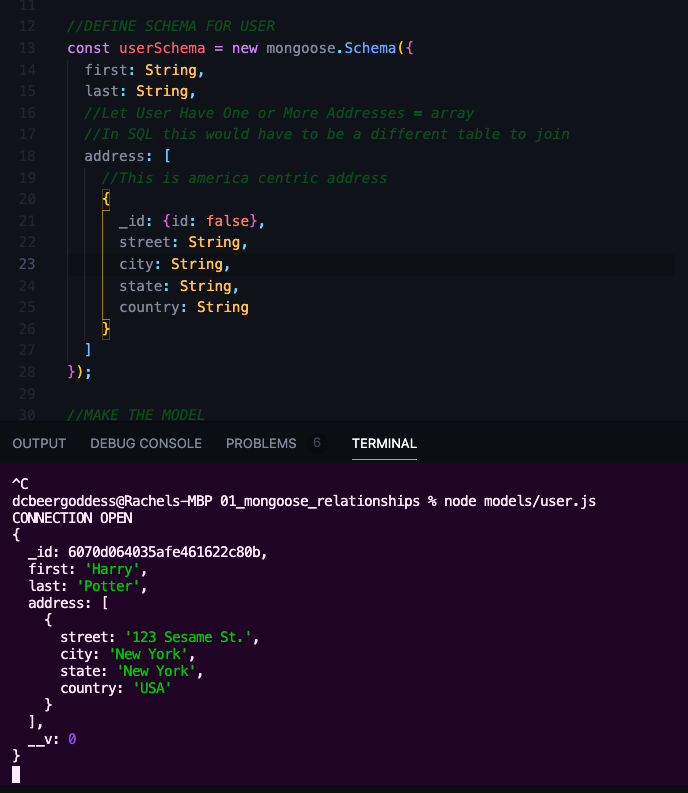 11
12 //DEFINE SCHEMA FOR USER
13 const userSchema = new mongoose.Schema({
14 first: String,
15 last: String,
16 //Let User Have One or More Addresses = array
17 //In SQL this would have to be a different table to join
18 address: [
19 //This is america centric address
20 {
21 _id: {id: false},
22 street: String,
23 city: String,
24 state: String,
25 country: String
26 }
27 ]
28 });
29
30 //MAKE THE MODEL
OUTPUT DEBUG CONSOLE PROBLEMS 6 TERMINAL
^C
dcbeergoddess@Rachels-MBP 01_mongoose_relationships % node models/user.js
CONNECTION OPEN
{
_id: 6070d064035afe461622c80b,
first: 'Harry',
last: 'Potter',
address: [
{
street: '123 Sesame St.',
city: 'New York',
state: 'New York',
country: 'USA'
}
],
__v: 0
}